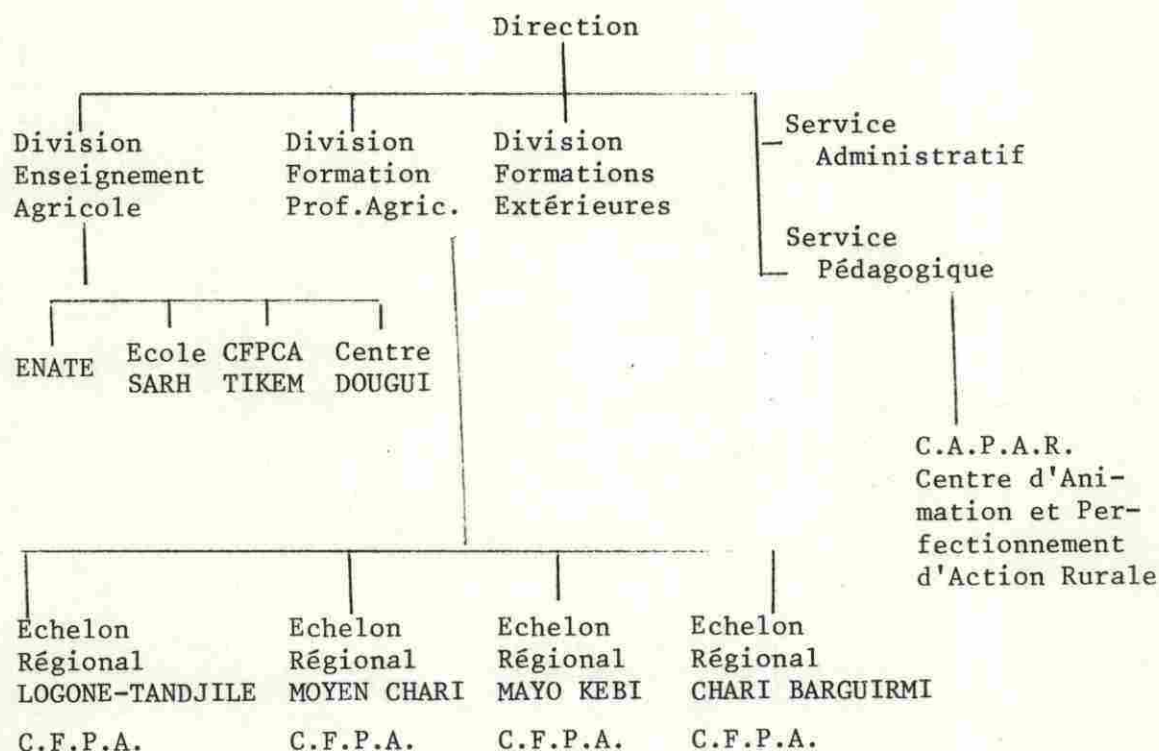 Direction
Division
Enseignement
Agricole
Division
Formation
Prof.Agric.
Division
Formations
Extérieures
Service
Administratif
Service
Pédagogique
ENATE
Ecole
SARH
CFPCA
TIKEM
Centre
DOUGUI
C.A.P.A.R.
Centre d'Ani-
mation et Per-
fectionnement
d'Action Rurale
Echelon
Régional
LOGONE-TANDJILE
C.F.P.A.
Echelon
Régional
MOYEN CHARI
C.F.P.A.
Echelon
Régional
MAYO KEBI
C.F.P.A.
Echelon
Régional
CHARI BARGUIRMI
C.F.P.A.